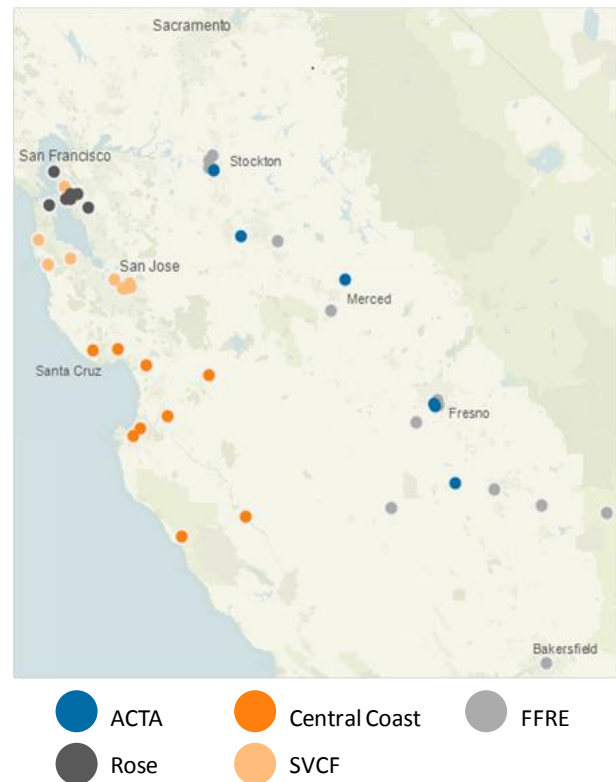 Sacramento
San Francisco
Stockton
San Jose
Merced
Santa Cruz
Fresno
Bakersfield
ACTA
Central Coast
FFRE
Rose
SVCF